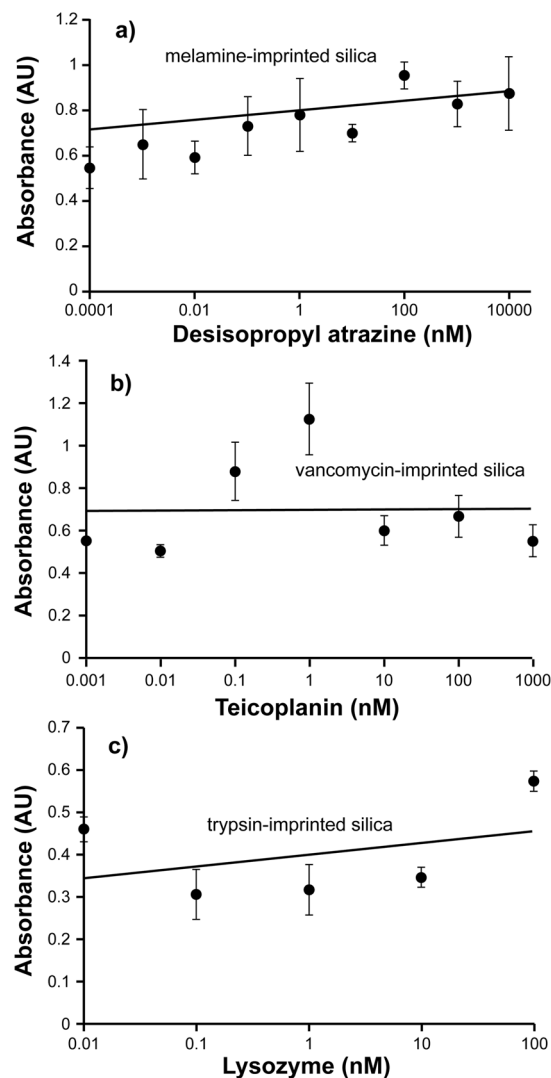 a)
melamine-imprinted silica
Absorbance (AU)
1.2
1
0.8
0.6
0.4
0.2
0
0.0001 0.01 1 100 10000
Desisopropyl atrazine (nM)
b)
vancomycin-imprinted silica
Absorbance (AU)
1.4
1.2
1
0.8
0.6
0.4
0.2
0
0.001 0.01 0.1 1 10 100 1000
Teicoplanin (nM)
c)
trypsin-imprinted silica
Absorbance (AU)
0.7
0.6
0.5
0.4
0.3
0.2
0.1
0
0.01 0.1 1 10 100
Lysozyme (nM)